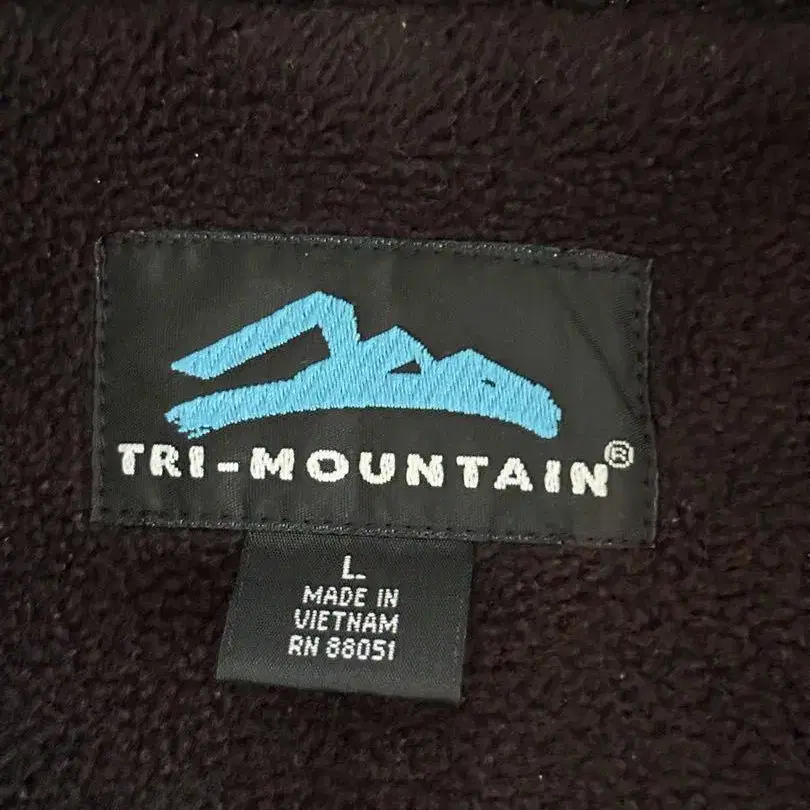 TRI-MOUNTAIN®
L
MADE IN
VIETNAM
RN 88051